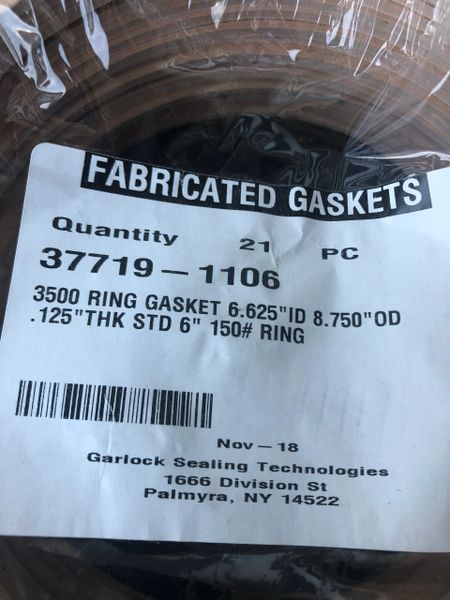 FABRICATED GASKETS
Quantity 21 PC
37719-1106
3500 RING GASKET 6.625"ID 8.750"OD
.125"THK STD 6" 150# RING
Nov-18
Garlock Sealing Technologies
1666 Division St
Palmyra, NY 14522